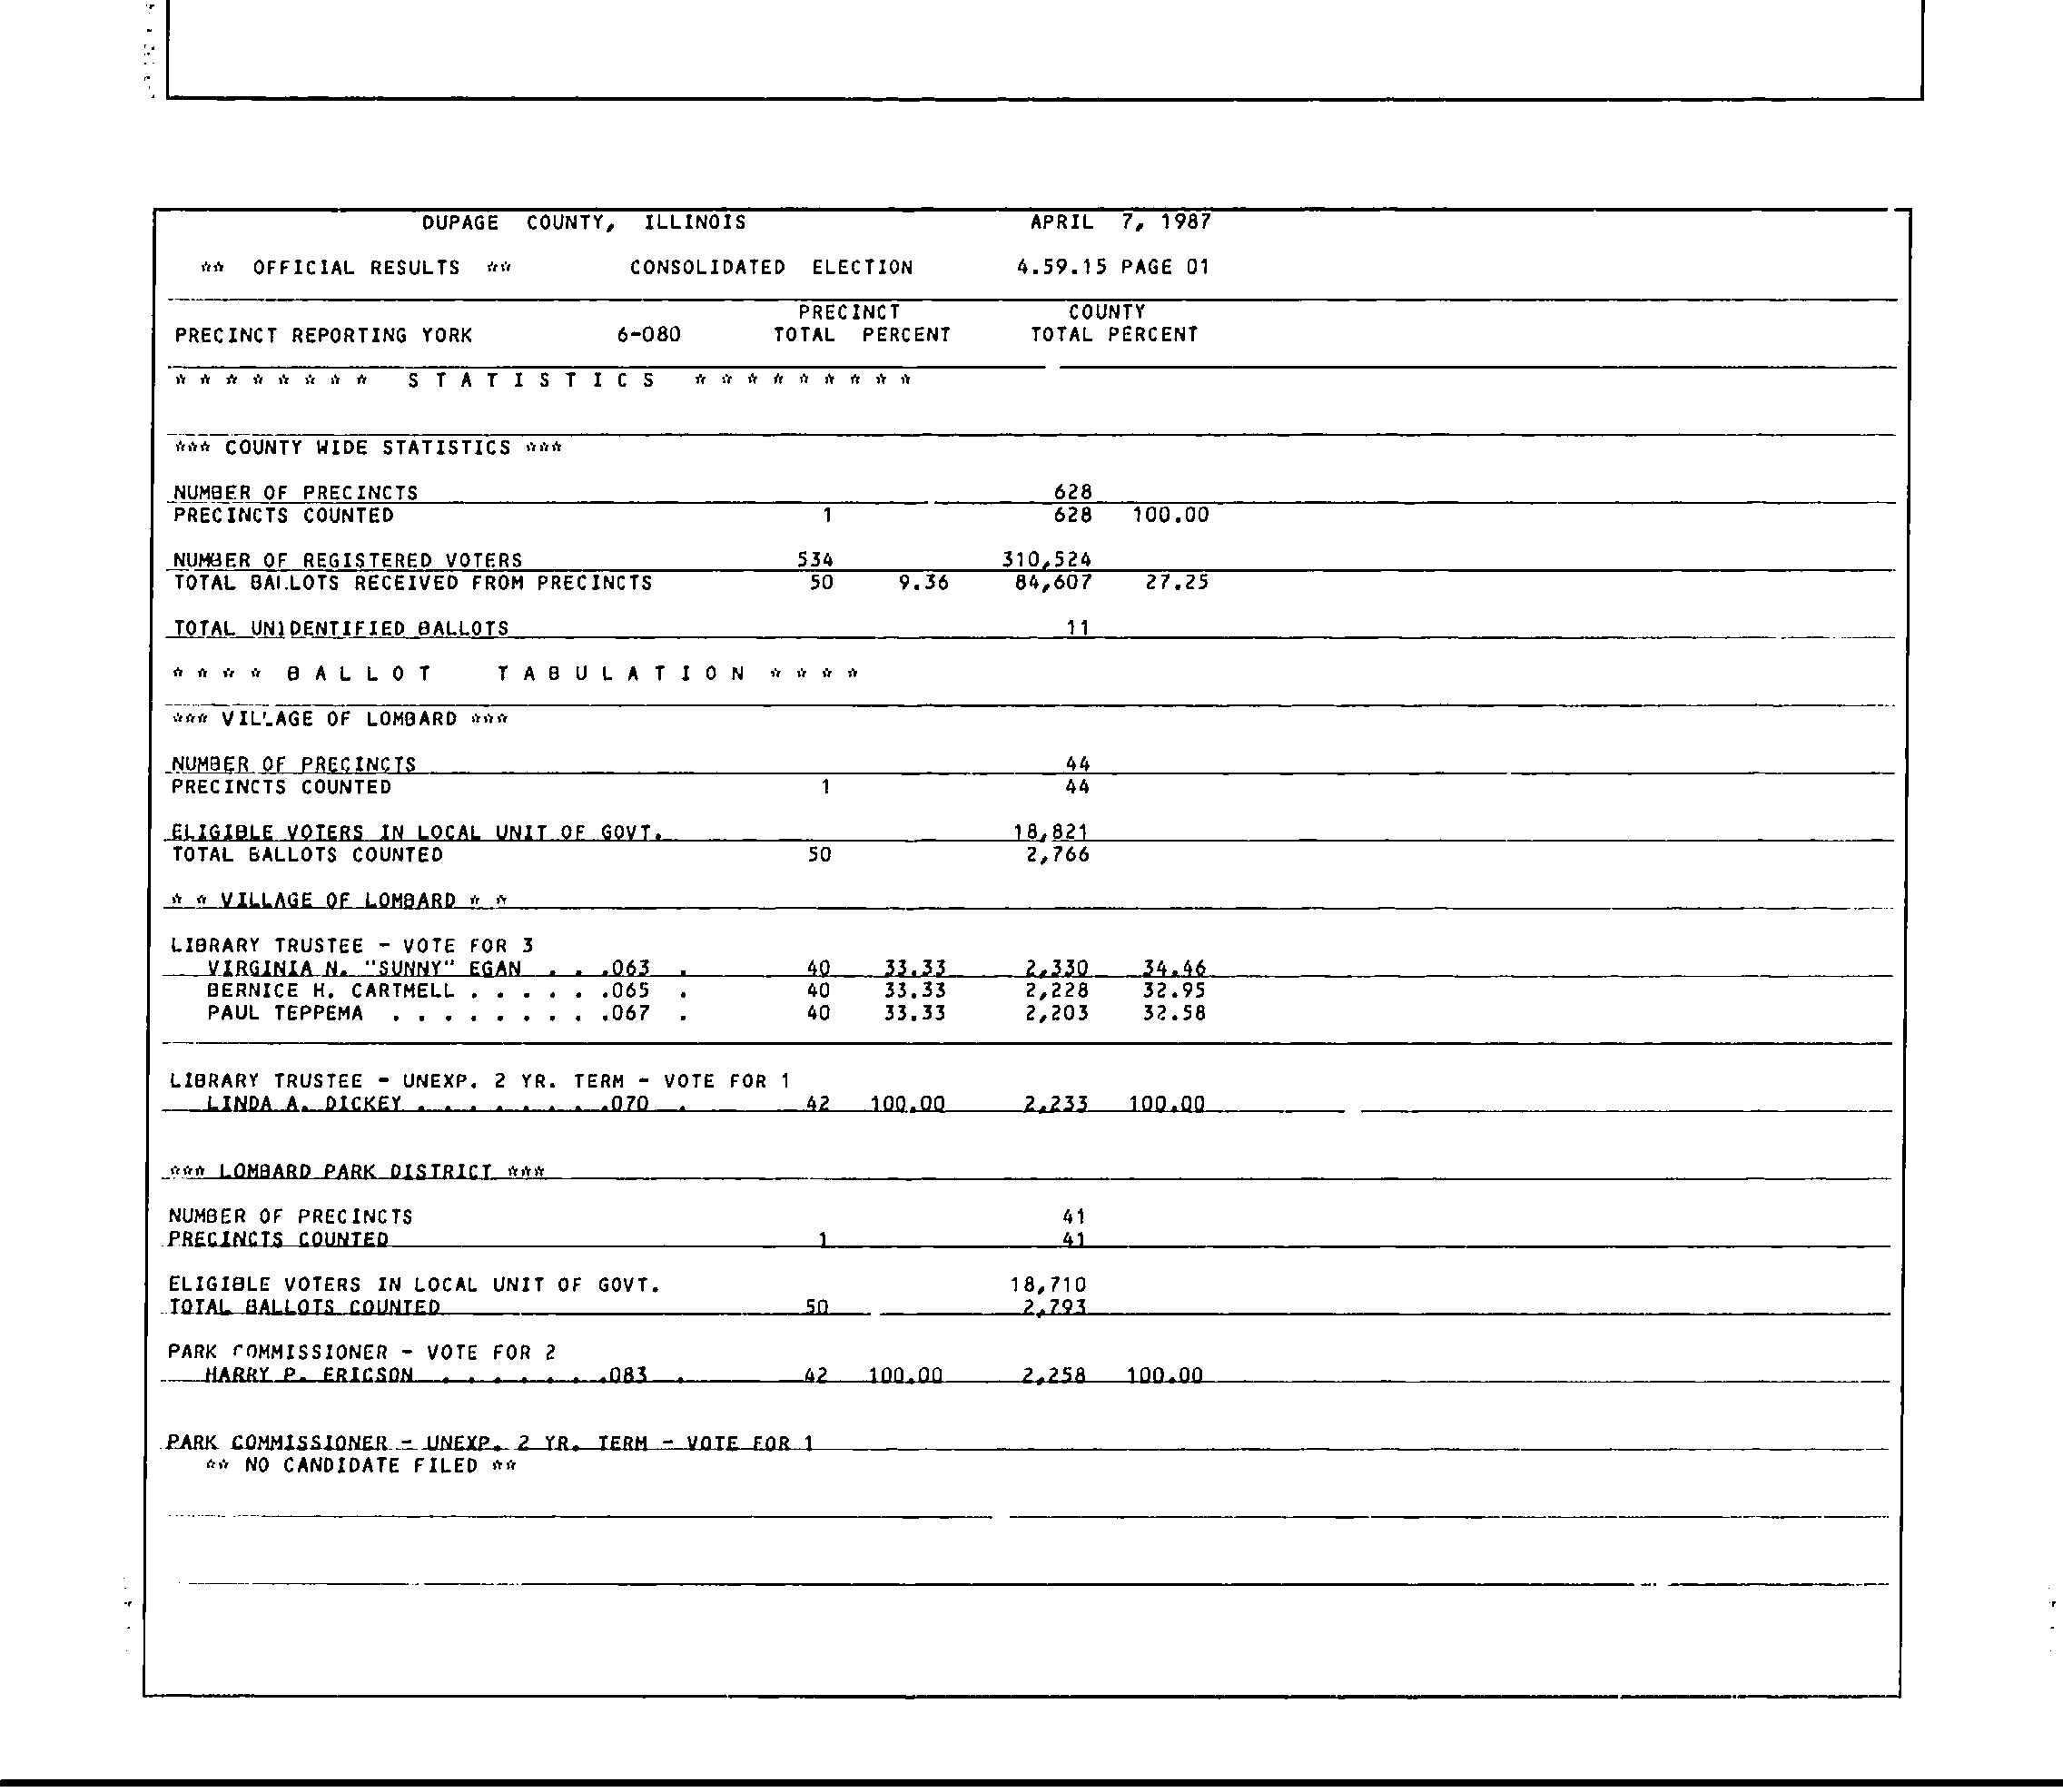 DUPAGE COUNTY, ILLINOIS APRIL 7, 1987
** OFFICIAL RESULTS ** CONSOLIDATED ELECTION 4.59.15 PAGE 01
PRECINCT COUNTY
PRECINCT REPORTING YORK 6-080 TOTAL PERCENT TOTAL PERCENT
* * * * * * * * S T A T I S T I C S * * * * * * * * *
*** COUNTY WIDE STATISTICS ***
NUMBER OF PRECINCTS 628
PRECINCTS COUNTED 1 628 100.00
NUMBER OF REGISTERED VOTERS 534 310,524
TOTAL BALLOTS RECEIVED FROM PRECINCTS 50 9.36 84,607 27.25
TOTAL UNIDENTIFIED BALLOTS 11
* * * * B A L L O T T A B U L A T I O N * * * *
*** VILLAGE OF LOMBARD ***
NUMBER OF PRECINCTS 44
PRECINCTS COUNTED 1 44
ELIGIBLE VOTERS IN LOCAL UNIT OF GOVT. 18,821
TOTAL BALLOTS COUNTED 50 2,766
* * VILLAGE OF LOMBARD * *
LIBRARY TRUSTEE - VOTE FOR 3
VIRGINIA N. "SUNNY" EGAN . . .063 . 40 33.33 2,330 34.46
BERNICE H. CARTMELL . . . . . .065 . 40 33.33 2,228 32.95
PAUL TEPPEMA . . . . . . . . .067 . 40 33.33 2,203 32.58
LIBRARY TRUSTEE - UNEXP. 2 YR. TERM - VOTE FOR 1
LINDA A. DICKEY . . . . . . . .070 . 42 100.00 2,233 100.00
*** LOMBARD PARK DISTRICT ***
NUMBER OF PRECINCTS 41
PRECINCTS COUNTED 1 41
ELIGIBLE VOTERS IN LOCAL UNIT OF GOVT. 18,710
TOTAL BALLOTS COUNTED 50 2,793
PARK COMMISSIONER - VOTE FOR 2
HARRY P. ERICSON . . . . . . .083 . 42 100.00 2,258 100.00
PARK COMMISSIONER - UNEXP. 2 YR. TERM - VOTE FOR 1
** NO CANDIDATE FILED **